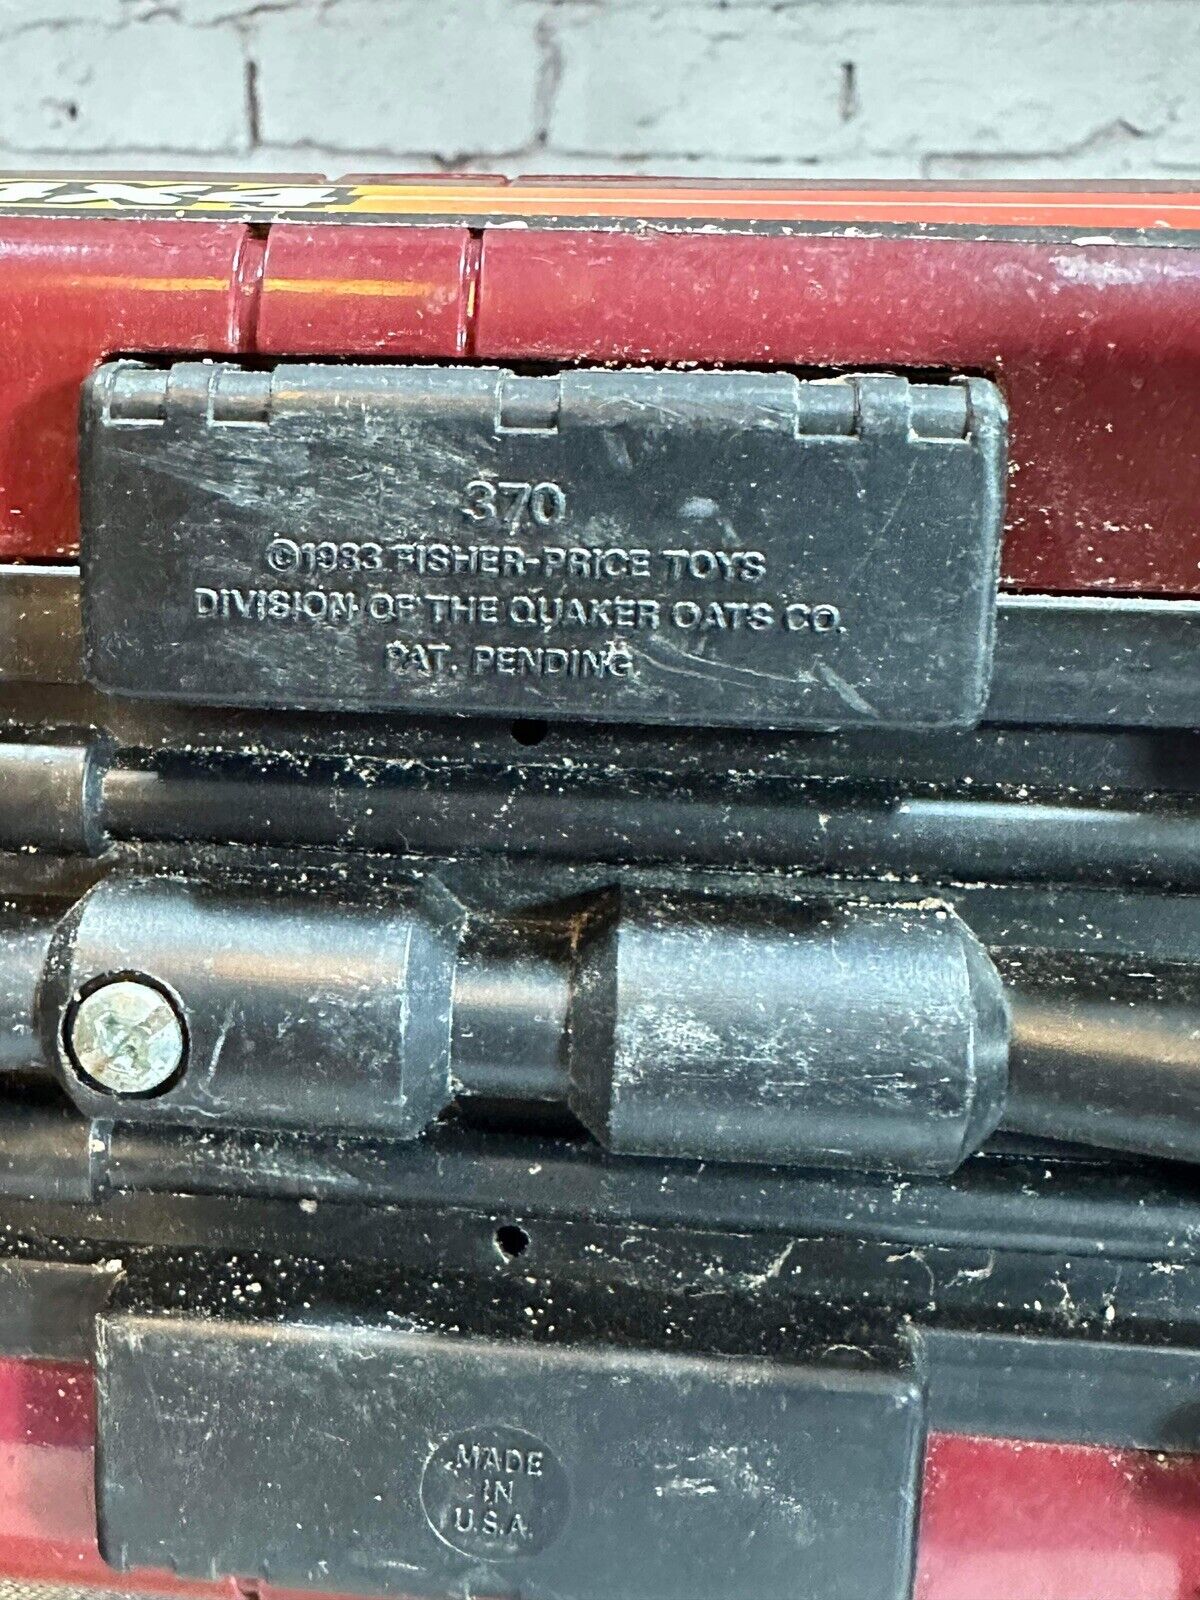 4X4
370
©1983 FISHER-PRICE TOYS
DIVISION OF THE QUAKER OATS CO.
PAT. PENDING
MADE
IN
U.S.A.